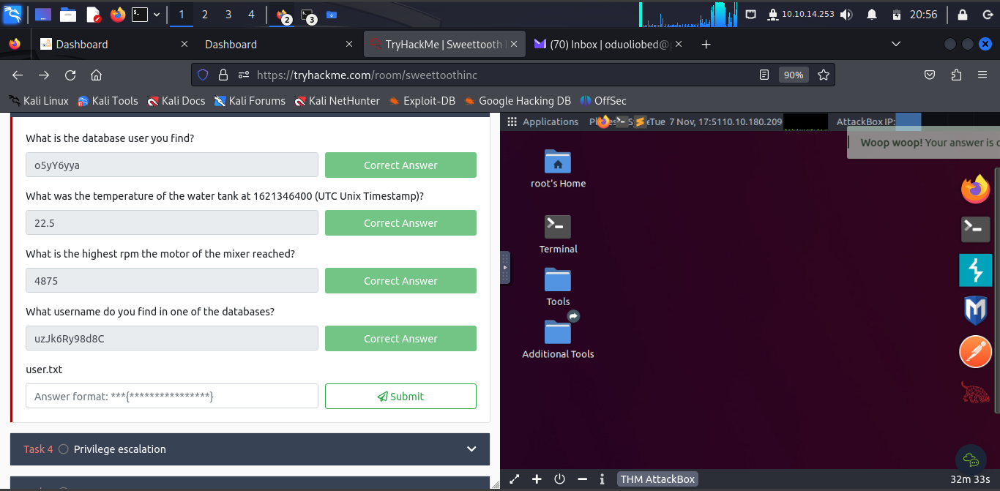 1 2 3 4 2 3 10.10.14.253 20:56
Dashboard Dashboard TryHackMe | Sweettooth (70) Inbox | oduoliobed@
https://tryhackme.com/room/sweettoothinc 90%
Kali Linux Kali Tools Kali Docs Kali Forums Kali NetHunter Exploit-DB Google Hacking DB OffSec
What is the database user you find?
o5yY6yya Correct Answer
What was the temperature of the water tank at 1621346400 (UTC Unix Timestamp)?
22.5 Correct Answer
What is the highest rpm the motor of the mixer reached?
4875 Correct Answer
What username do you find in one of the databases?
uzJk6Ry98d8C Correct Answer
user.txt
Answer format: ***{****************} Submit
Task 4 Privilege escalation
Applications Tue 7 Nov, 17:51 10.10.180.209 AttackBox IP:
Woop woop! Your answer is
root's Home
Terminal
Tools
Additional Tools
THM AttackBox 32m 33s